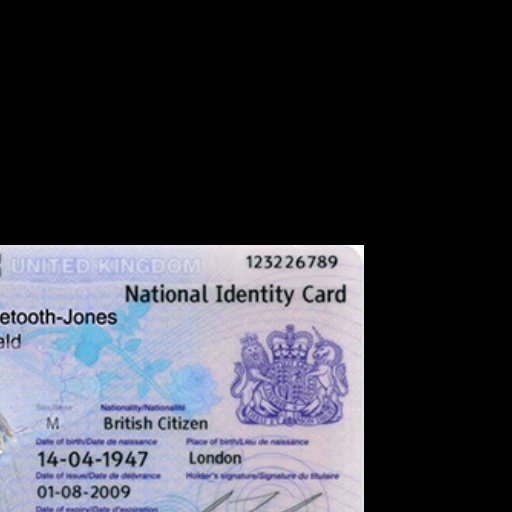 UNITED KINGDOM 123226789
National Identity Card
etooth-Jones
ald
Nationality/Nationalité
M British Citizen
Date of birth/Date de naissance Place of birth/Lieu de naissance
14-04-1947 London
Date of issue/Date de délivrance Holder's signature/Signature du titulaire
01-08-2009
Date of expiry/Date d'expiration